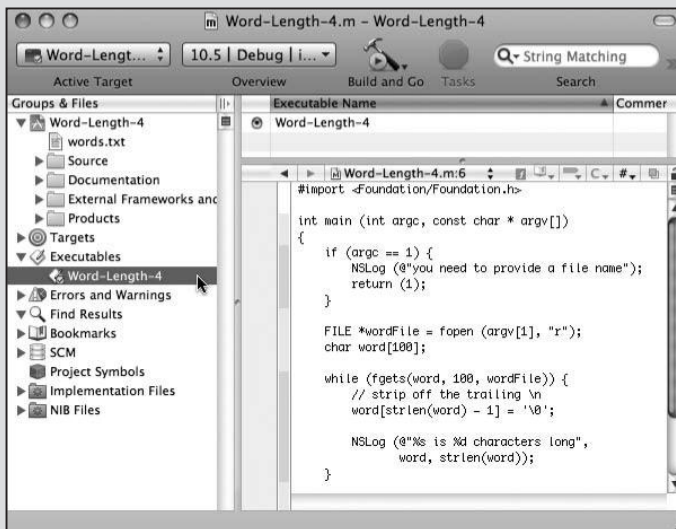 Word-Length-4.m – Word-Length-4
Word-Lengt...
10.5 | Debug | i...
Q- String Matching
Active Target
Overview
Build and Go
Tasks
Search
Groups & Files
Word-Length-4
words.txt
Source
Documentation
External Frameworks and
Products
Targets
Executables
Word-Length-4
Errors and Warnings
Find Results
Bookmarks
SCM
Project Symbols
Implementation Files
NIB Files
Executable Name
Commer
Word-Length-4
Word-Length-4.m:6
C
#
#import <Foundation/Foundation.h>
int main (int argc, const char * argv[])
{
if (argc == 1) {
NSLog (@"you need to provide a file name");
return (1);
}
FILE *wordFile = fopen (argv[1], "r");
char word[100];
while (fgets(word, 100, wordFile)) {
// strip off the trailing \n
word[strlen(word) - 1] = '\0';
NSLog (@"%s is %d characters long",
word, strlen(word));
}